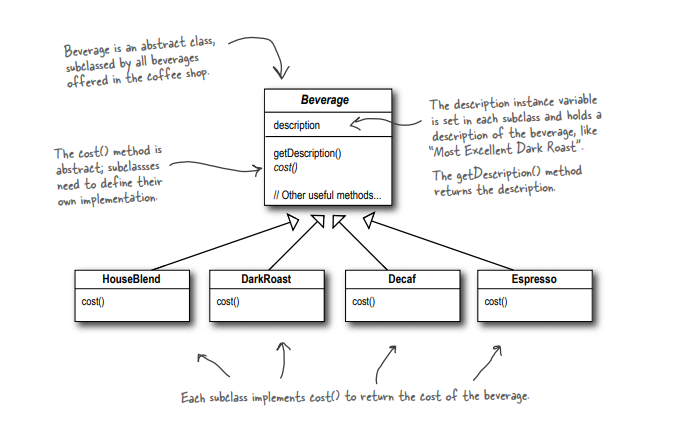 Beverage is an abstract class,
subclassed by all beverages
offered in the coffee shop.
Beverage
description
getDescription()
cost()
// Other useful methods...
The cost() method is
abstract; subclassses
need to define their
own implementation.
The description instance variable
is set in each subclass and holds a
description of the beverage, like
“Most Excellent Dark Roast”.
The getDescription() method
returns the description.
HouseBlend
cost()
DarkRoast
cost()
Decaf
cost()
Espresso
cost()
Each subclass implements cost() to return the cost of the beverage.